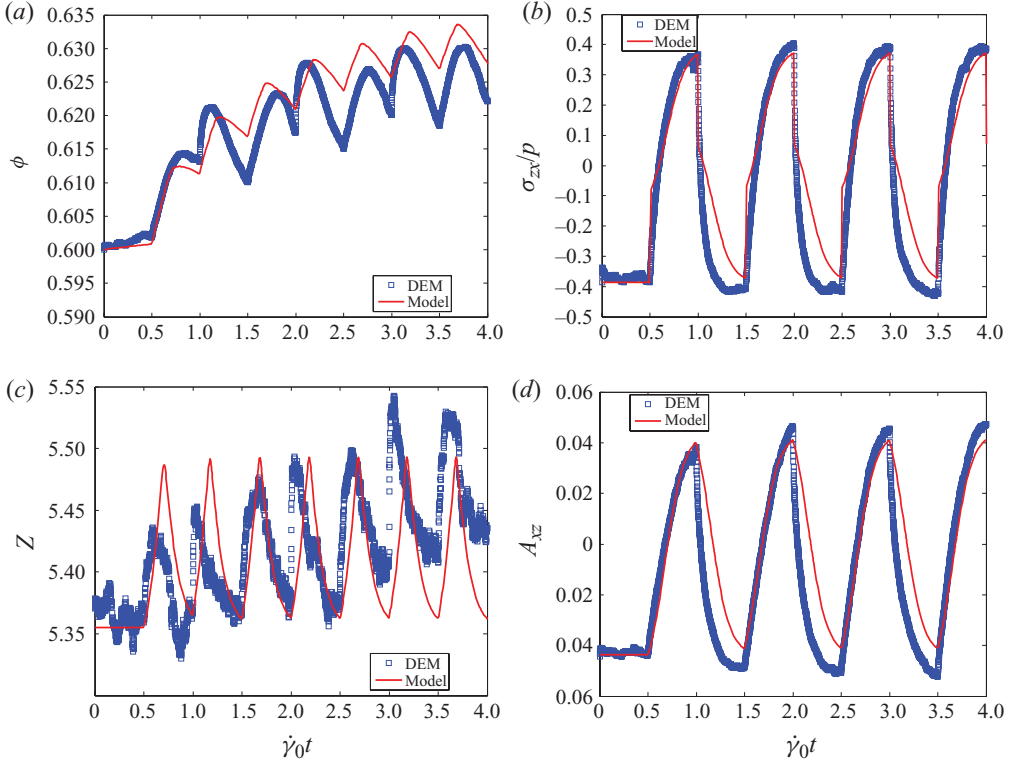 (a)
0.635
0.630
0.625
0.620
0.615
0.610
0.605
0.600
0.595
0.590
ϕ
DEM
Model
0 0.5 1.0 1.5 2.0 2.5 3.0 3.5 4.0
(b)
0.5
0.4
0.3
0.2
0.1
0
–0.1
–0.2
–0.3
–0.4
–0.5
σzx/p
DEM
Model
0 0.5 1.0 1.5 2.0 2.5 3.0 3.5 4.0
(c)
5.55
5.50
5.45
5.40
5.35
5.30
Z
DEM
Model
0 0.5 1.0 1.5 2.0 2.5 3.0 3.5 4.0
γ̇0t
(d)
0.06
0.04
0.02
0
0.02
0.04
0.06
Axz
DEM
Model
0 0.5 1.0 1.5 2.0 2.5 3.0 3.5 4.0
γ̇0t